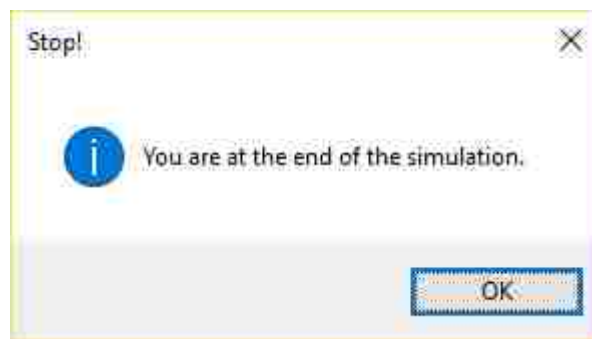 Stop!
You are at the end of the simulation.
OK